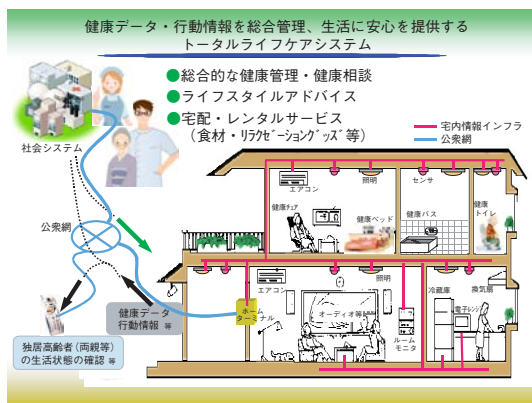 健康データ・行動情報を総合管理、生活に安心を提供する
トータルライフケアシステム
●総合的な健康管理・健康相談
●ライフスタイルアドバイス
●宅配・レンタルサービス
（食材・リラクゼーショングッズ等）
社会システム
宅内情報インフラ
公衆網
エアコン
照明
センサ
健康トイレ
健康チェア
健康ベッド
健康バス
公衆網
エアコン
照明
冷蔵庫
換気扇
ホームターミナル
オーディオ等
電子レンジ
ルームモニタ
健康データ
行動情報 等
独居高齢者（両親等）
の生活状態の確認 等